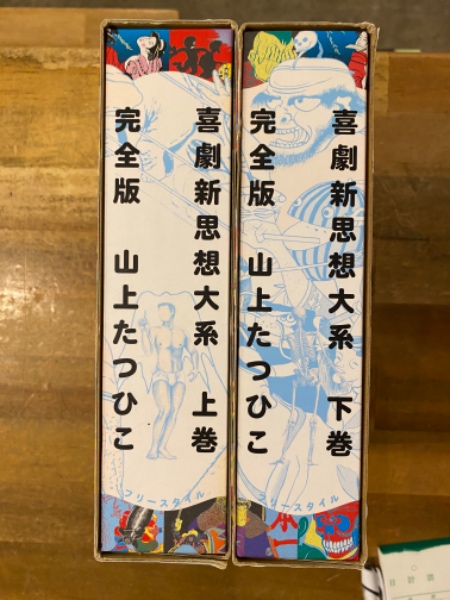 喜劇新思想大系 上巻
完全版 山上たつひこ
フリースタイル
喜劇新思想大系 下巻
完全版 山上たつひこ
フリースタイル